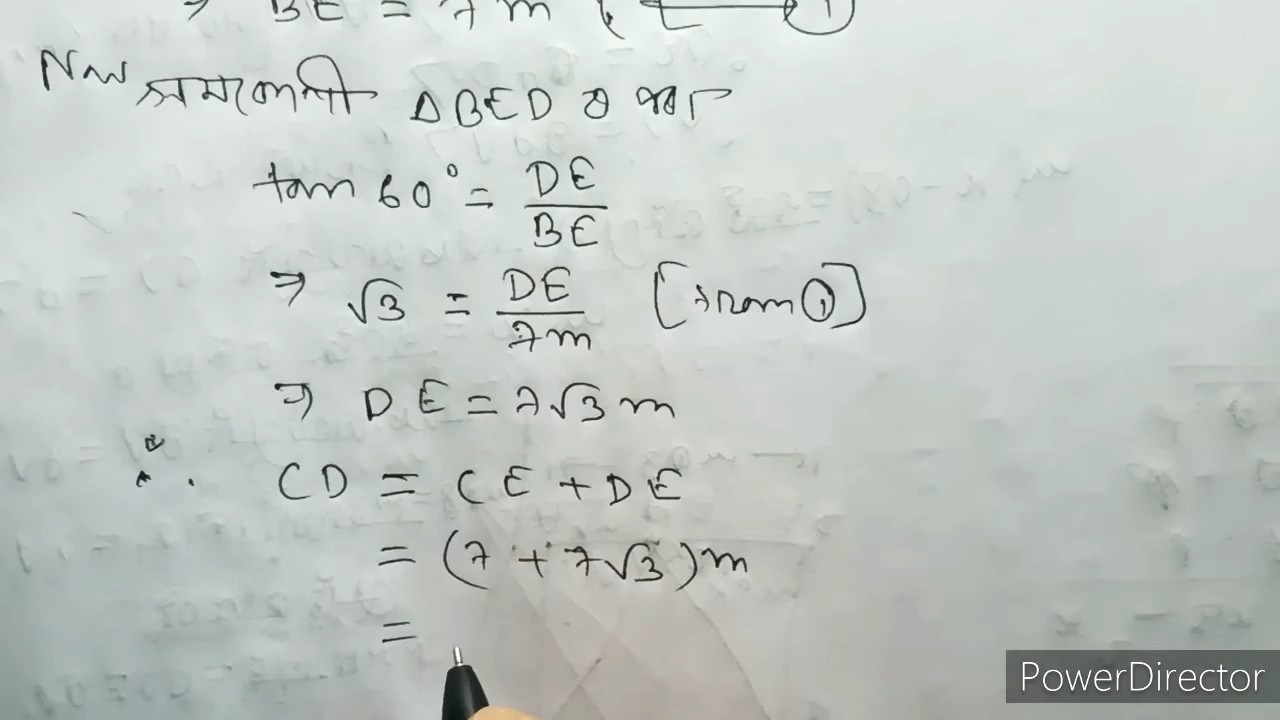 ⇒ BE = 7 m
Now সমকোণী ΔBED ৰ পৰা
tan 60° = DE/BE
⇒ √3 = DE/7m [from ①]
⇒ DE = 7√3 m
∴ CD = CE + DE
= (7 + 7√3) m
=
PowerDirector